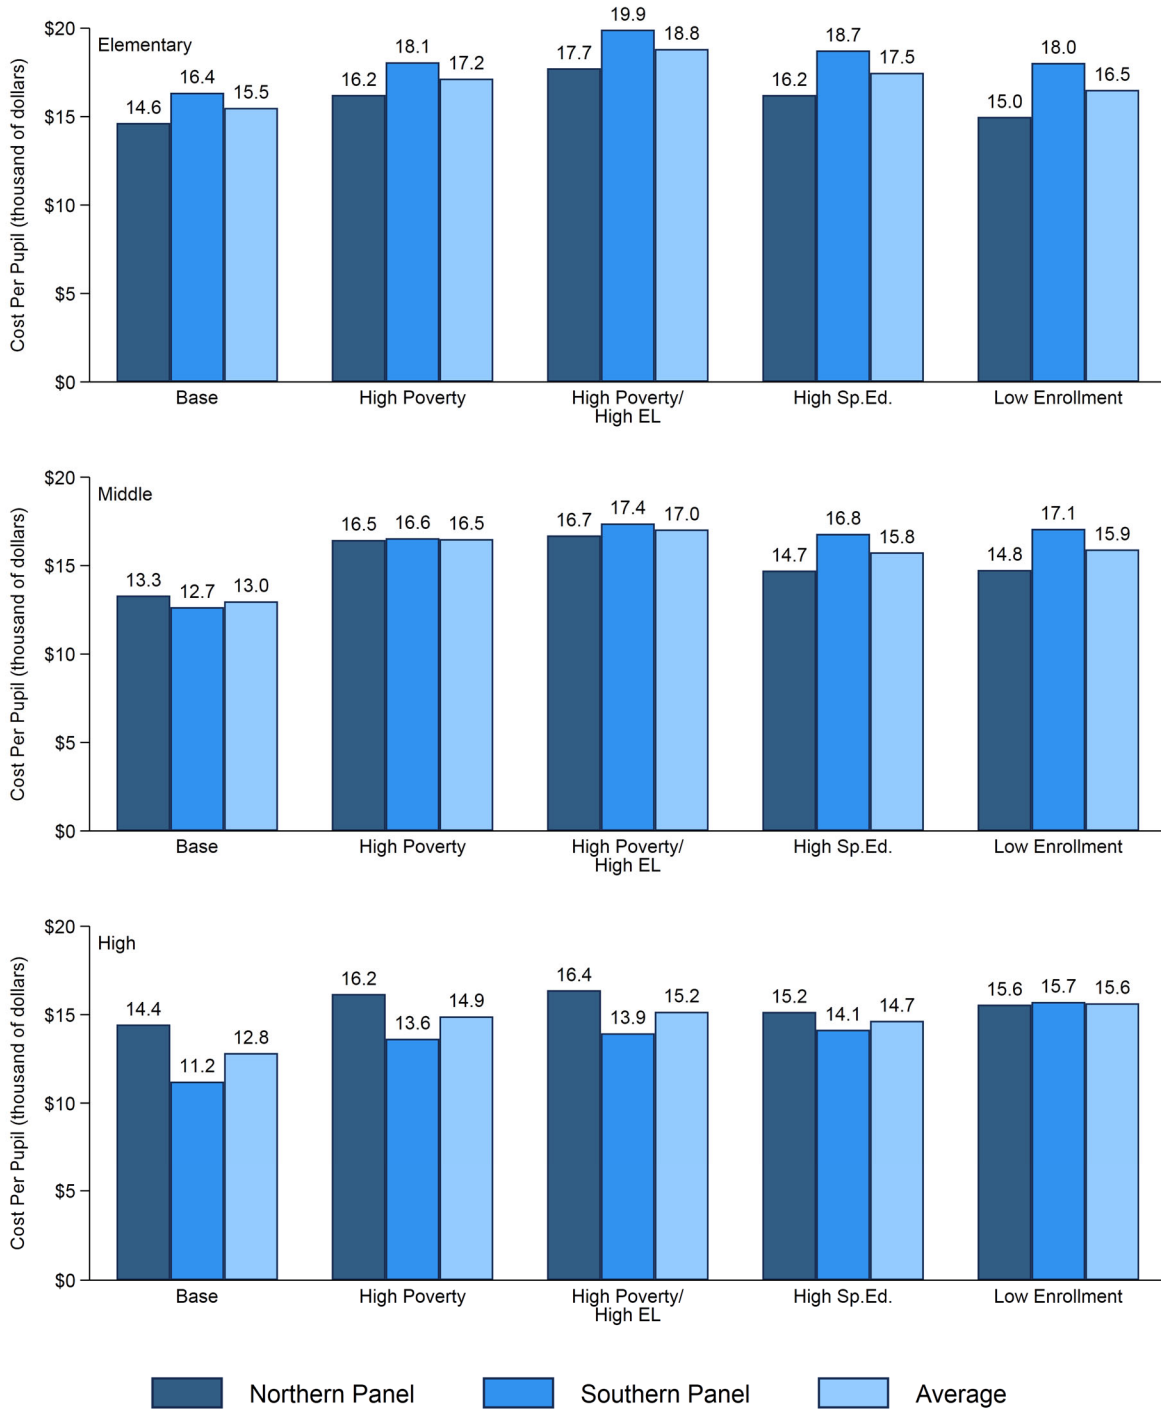 Elementary
Cost Per Pupil (thousand of dollars)
$20
$15
$10
$5
$0
14.6 16.4 15.5
16.2 18.1 17.2
17.7 19.9 18.8
16.2 18.7 17.5
15.0 18.0 16.5
Base
High Poverty
High Poverty/
High EL
High Sp.Ed.
Low Enrollment
Middle
Cost Per Pupil (thousand of dollars)
$20
$15
$10
$5
$0
13.3 12.7 13.0
16.5 16.6 16.5
16.7 17.4 17.0
14.7 16.8 15.8
14.8 17.1 15.9
Base
High Poverty
High Poverty/
High EL
High Sp.Ed.
Low Enrollment
High
Cost Per Pupil (thousand of dollars)
$20
$15
$10
$5
$0
14.4 11.2 12.8
16.2 13.6 14.9
16.4 13.9 15.2
15.2 14.1 14.7
15.6 15.7 15.6
Base
High Poverty
High Poverty/
High EL
High Sp.Ed.
Low Enrollment
Northern Panel
Southern Panel
Average